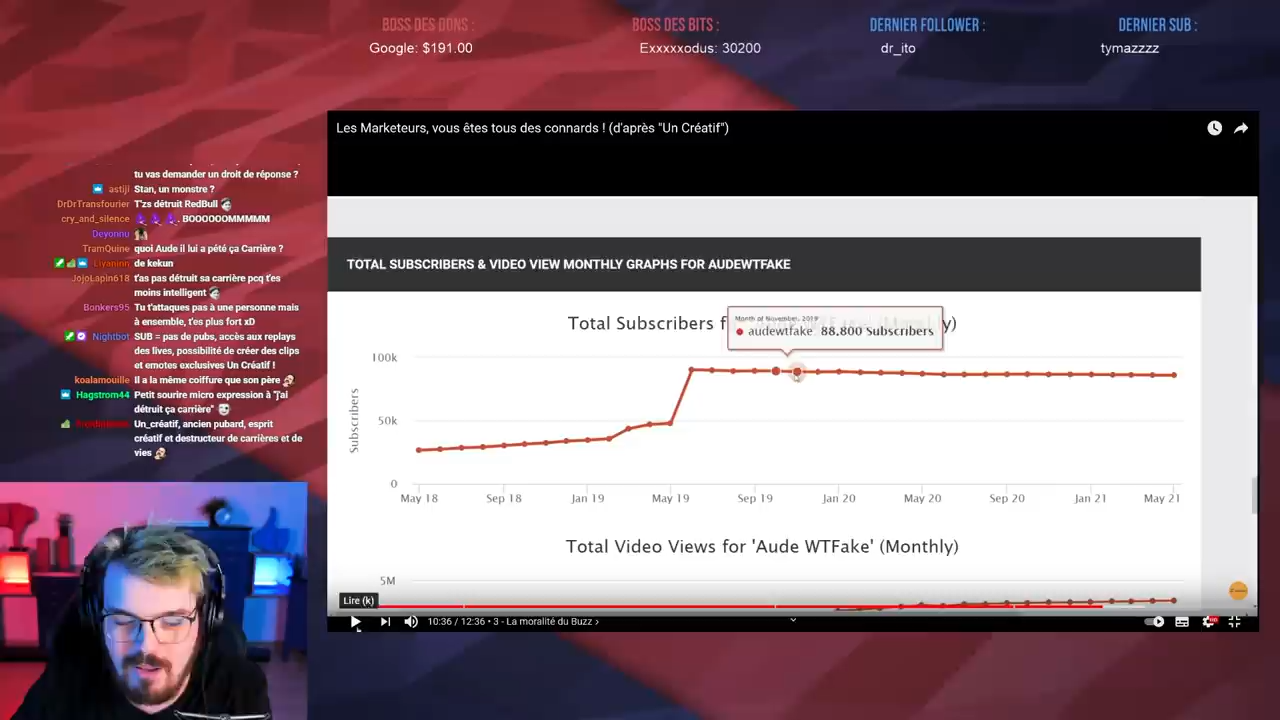 BOSS DES DONS :
Google: $191.00
BOSS DES BITS :
Exxxxxodus: 30200
DERNIER FOLLOWER :
dr_ito
DERNIER SUB :
tymazzzz
tu vas demander un droit de réponse ?
astiji Stan, un monstre ?
DrDrTransfourier T'zs détruit RedBull
cry_and_silence BOOOOOOMMMMM
Deyonnu
TramQuine quoi Aude il lui a pété ça Carrière ?
de kekun
JojoLapin618 t'as pas détruit sa carrière pcq t'es
moins intelligent
Bonkers95 Tu t'attaques pas à une personne mais
à ensemble, t'es plus fort xD
Nightbot SUB = pas de pubs, accès aux replays
des lives, possibilité de créer des clips
et emotes exclusives Un Créatif !
koalamouille Il a la même coiffure que son père
Hagstrom44 Petit sourire micro expression à "j'ai
détruit ça carrière"
Un_créatif, ancien pubard, esprit
créatif et destructeur de carrières et de
vies
Les Marketeurs, vous êtes tous des connards ! (d'après "Un Créatif")
TOTAL SUBSCRIBERS & VIDEO VIEW MONTHLY GRAPHS FOR AUDEWTFAKE
Total Subscribers f
y)
Month of November, 2019
audewtfake 88,800 Subscribers
100k
50k
0
Subscribers
May 18 Sep 18 Jan 19 May 19 Sep 19 Jan 20 May 20 Sep 20 Jan 21 May 21
Total Video Views for 'Aude WTFake' (Monthly)
5M
Lire (k)
10:36 / 12:36 • 3 - La moralité du Buzz ›